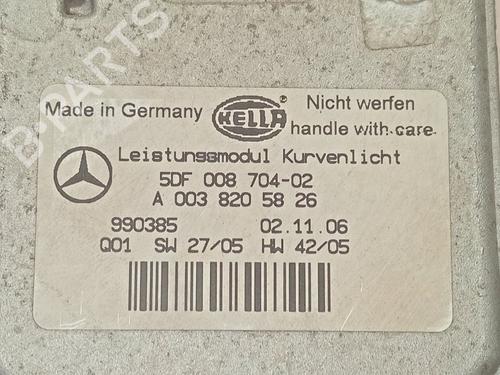 B-PARTS
Made in Germany
HELLA
®
Nicht werfen
handle with care
Leistungsmodul Kurvenlicht
5DF 008 704-02
A 003 820 58 26
990385 02.11.06
Q01 SW 27/05 HW 42/05